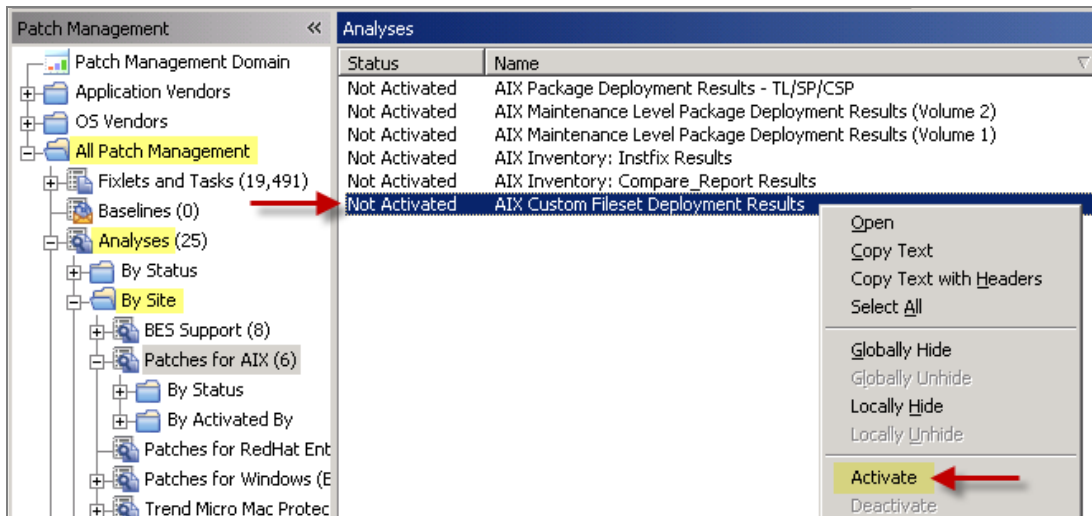 Patch Management «
Patch Management Domain
Application Vendors
OS Vendors
All Patch Management
Fixlets and Tasks (19,491)
Baselines (0)
Analyses (25)
By Status
By Site
BES Support (8)
Patches for AIX (6)
By Status
By Activated By
Patches for RedHat Ent
Patches for Windows (E
Trend Micro Mac Protec
Analyses
Status Name
Not Activated AIX Package Deployment Results - TL/SP/CSP
Not Activated AIX Maintenance Level Package Deployment Results (Volume 2)
Not Activated AIX Maintenance Level Package Deployment Results (Volume 1)
Not Activated AIX Inventory: Instfix Results
Not Activated AIX Inventory: Compare_Report Results
Not Activated AIX Custom Fileset Deployment Results
Open
Copy Text
Copy Text with Headers
Select All
Globally Hide
Globally Unhide
Locally Hide
Locally Unhide
Activate
Deactivate